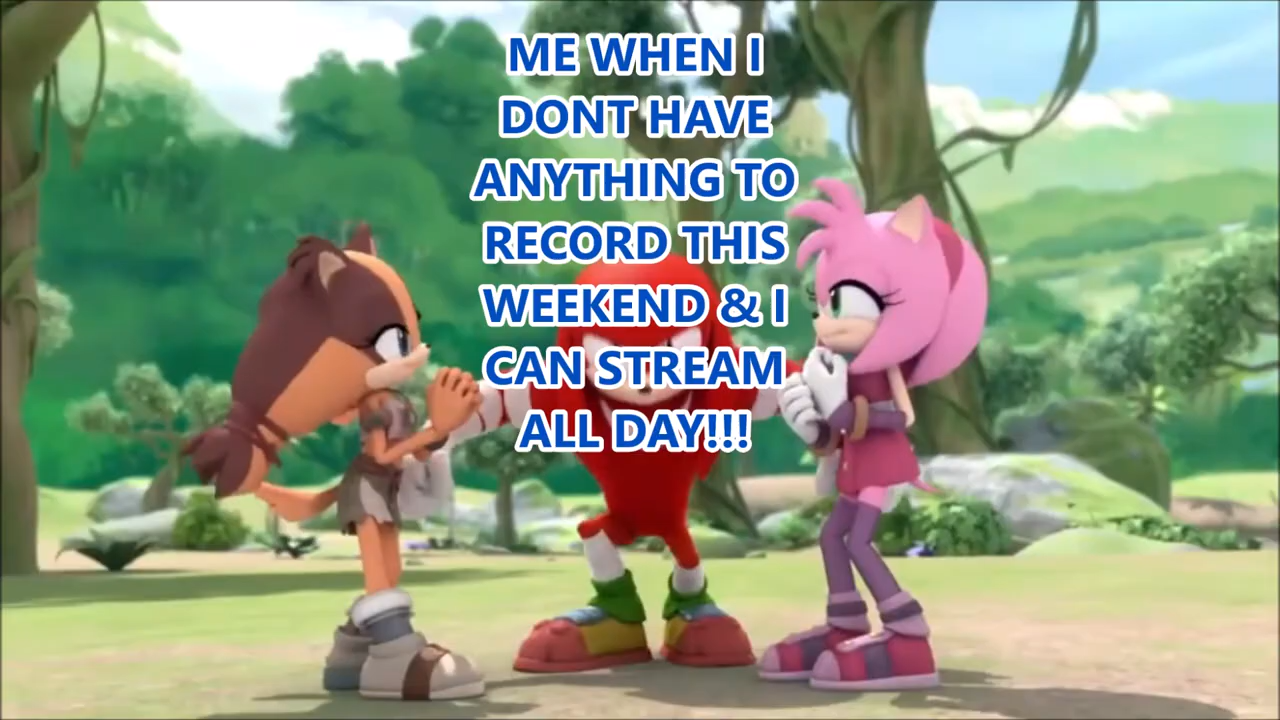 ME WHEN I
DONT HAVE
ANYTHING TO
RECORD THIS
WEEKEND & I
CAN STREAM
ALL DAY!!!